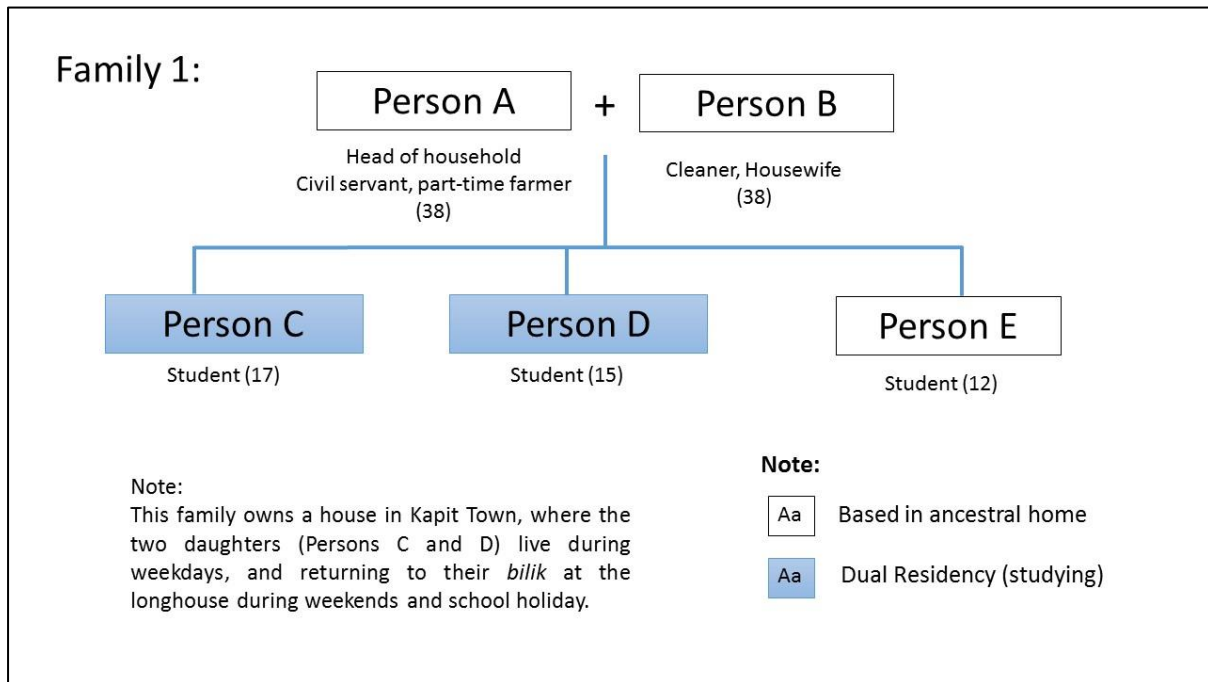 Family 1:
Person A + Person B
Head of household
Civil servant, part-time farmer
(38)
Cleaner, Housewife
(38)
Person C
Person D
Person E
Student (17)
Student (15)
Student (12)
Note:
This family owns a house in Kapit Town, where the
two daughters (Persons C and D) live during
weekdays, and returning to their bilik at the
longhouse during weekends and school holiday.
Note:
Aa Based in ancestral home
Aa Dual Residency (studying)